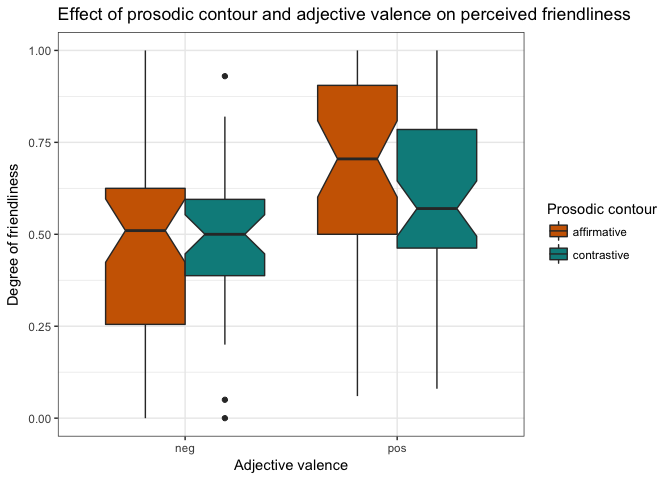 Effect of prosodic contour and adjective valence on perceived friendliness
1.00
0.75
0.50
0.25
0.00
Degree of friendliness
neg
pos
Adjective valence
Prosodic contour
affirmative
contrastive